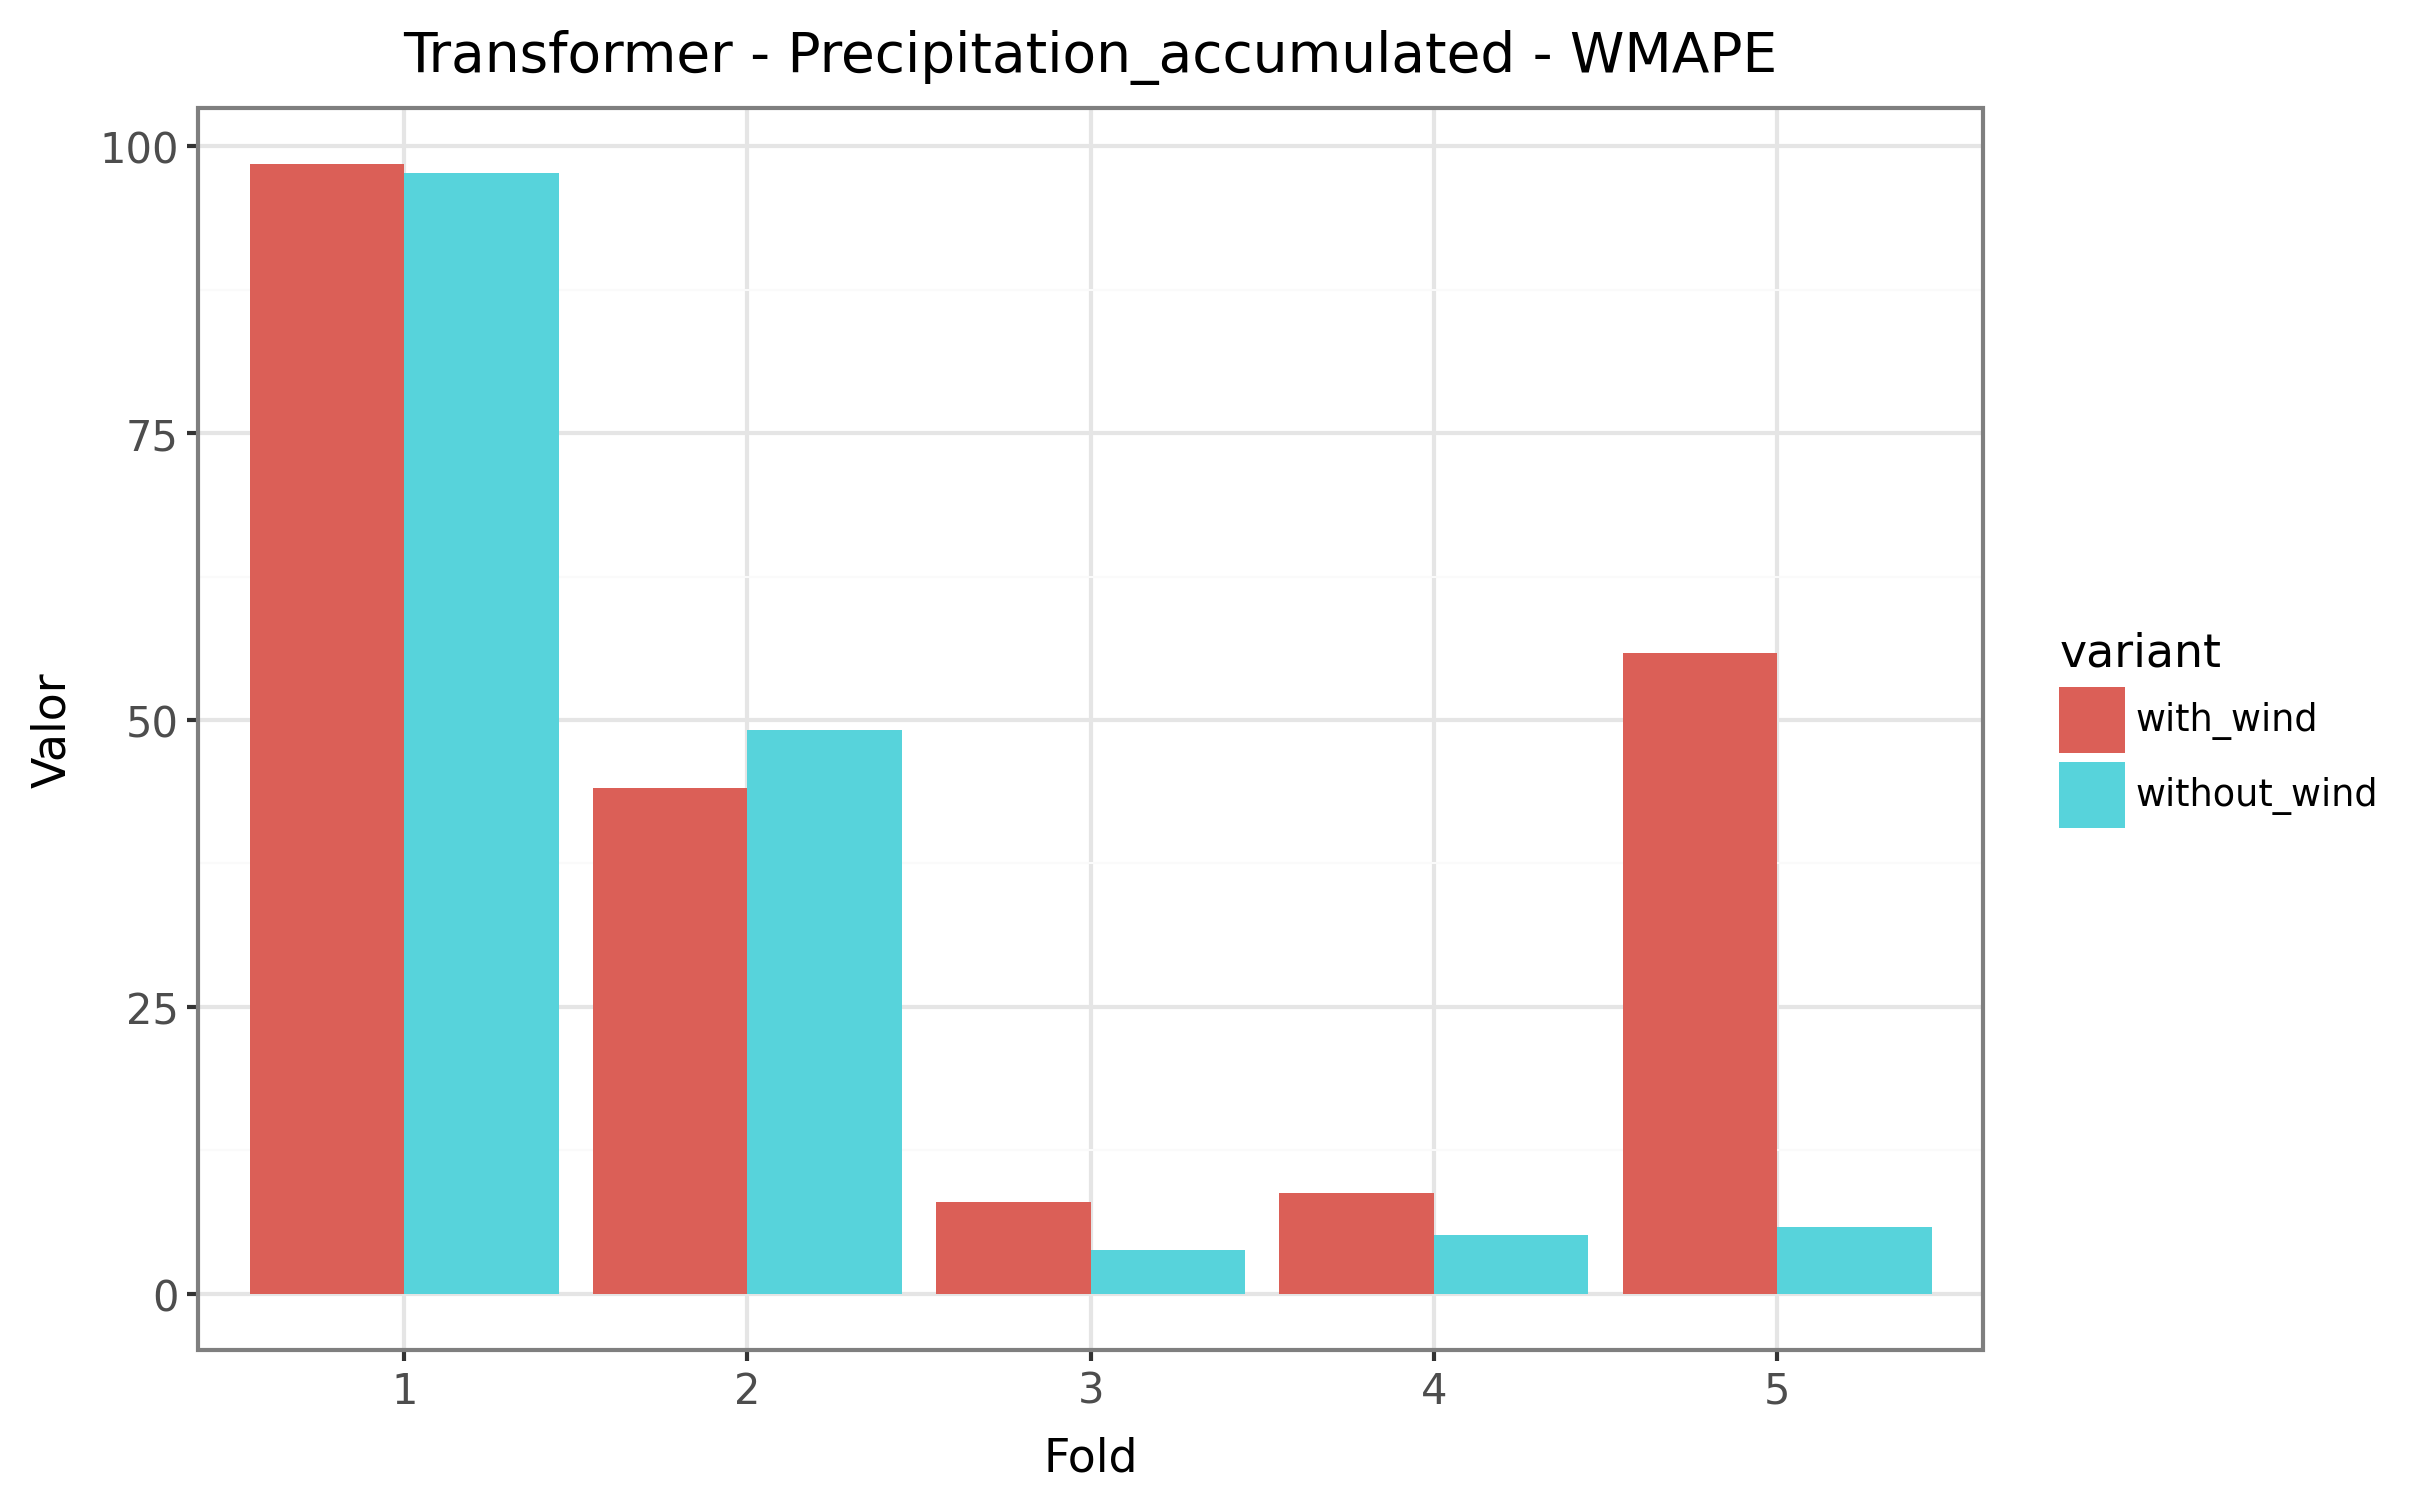 Transformer - Precipitation_accumulated - WMAPE
100
75
50
25
0
Valor
1 2 3 4 5
Fold
variant
with_wind
without_wind